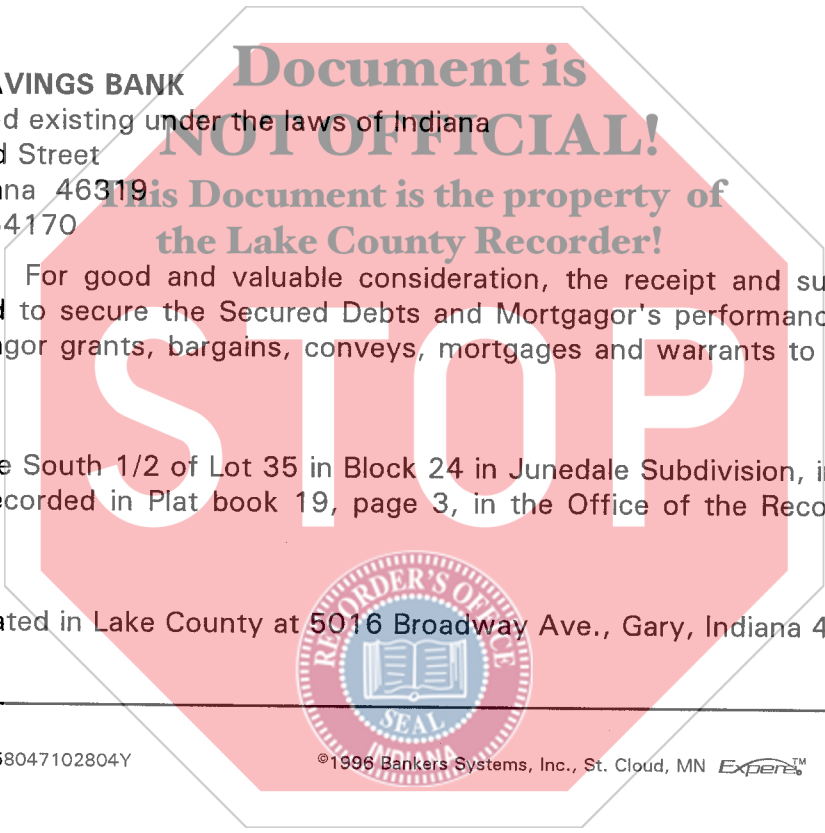 Document is
AVINGS BANK
NOT OFFICIAL!
d existing under the laws of Indiana
d Street
This Document is the property of
na 46319
4170
the Lake County Recorder!
For good and valuable consideration, the receipt and su
d to secure the Secured Debts and Mortgagor's performanc
gor grants, bargains, conveys, mortgages and warrants to
STOP
e South 1/2 of Lot 35 in Block 24 in Junedale Subdivision, i
ecorded in Plat book 19, page 3, in the Office of the Reco
RECORDER'S OFFICE
ated in Lake County at 5016 Broadway Ave., Gary, Indiana 4
SEAL
INDIANA
58047102804Y
©1996 Bankers Systems, Inc., St. Cloud, MN Expere™